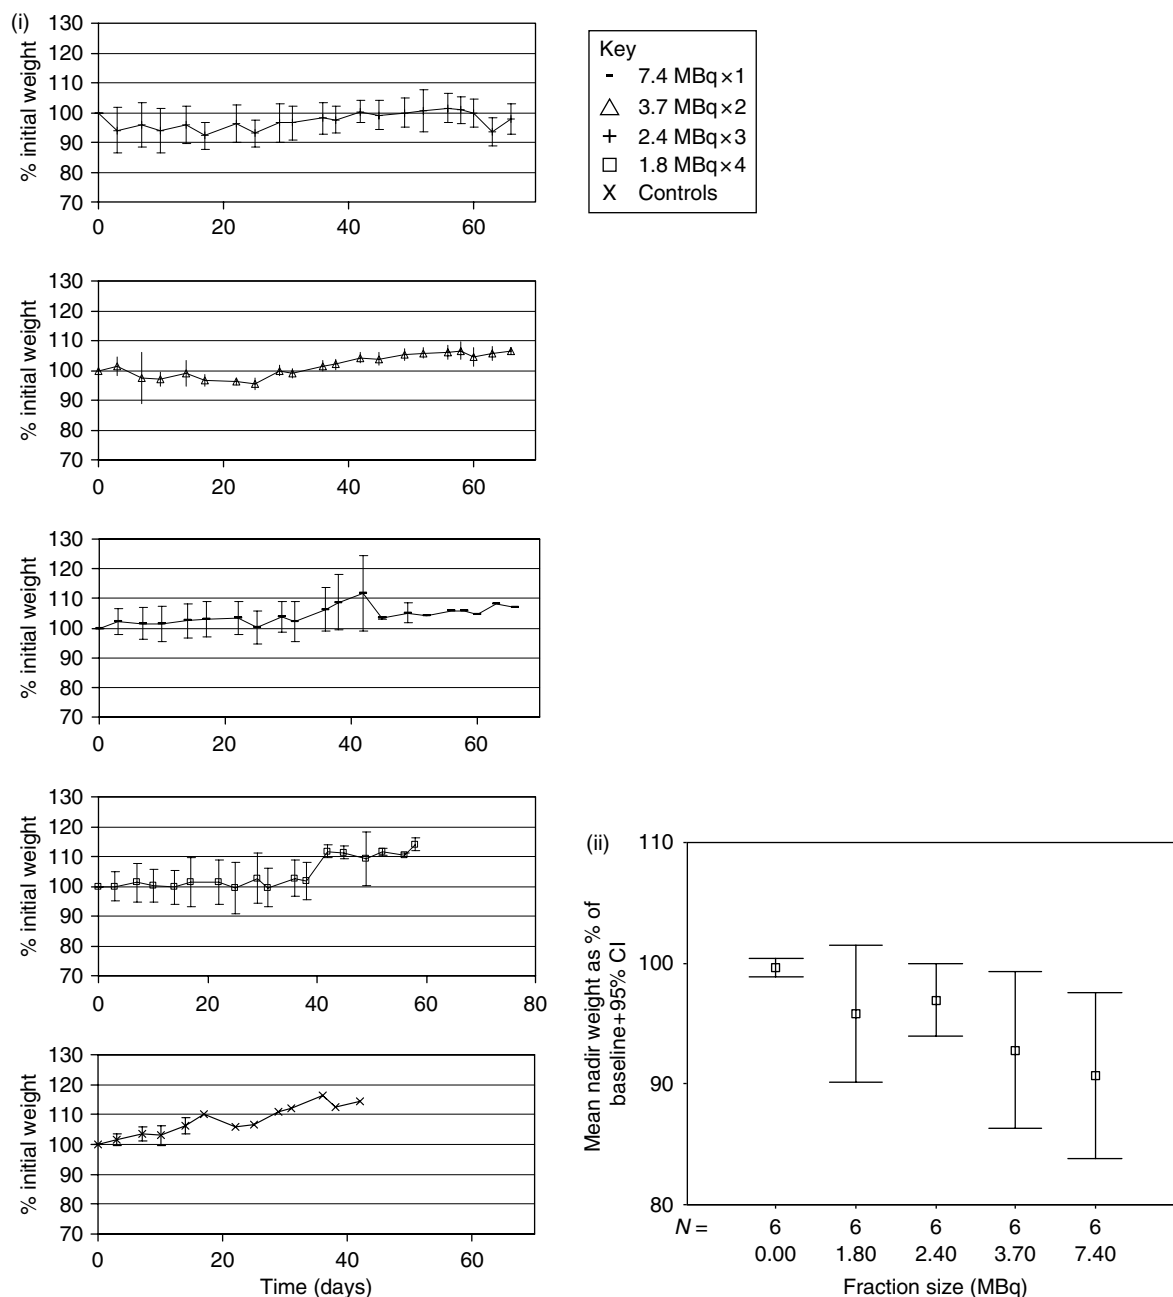 (i)
130
120
110
100
90
80
70
% initial weight
0 20 40 60
Key
- 7.4 MBq×1
△ 3.7 MBq×2
+ 2.4 MBq×3
□ 1.8 MBq×4
X Controls
130
120
110
100
90
80
70
% initial weight
0 20 40 60
130
120
110
100
90
80
70
% initial weight
0 20 40 60
130
120
110
100
90
80
70
% initial weight
0 20 40 60 80
130
120
110
100
90
80
70
% initial weight
0 20 40 60
Time (days)
(ii)
110
100
90
80
Mean nadir weight as % of
baseline+95% CI
N = 6 6 6 6 6
0.00 1.80 2.40 3.70 7.40
Fraction size (MBq)